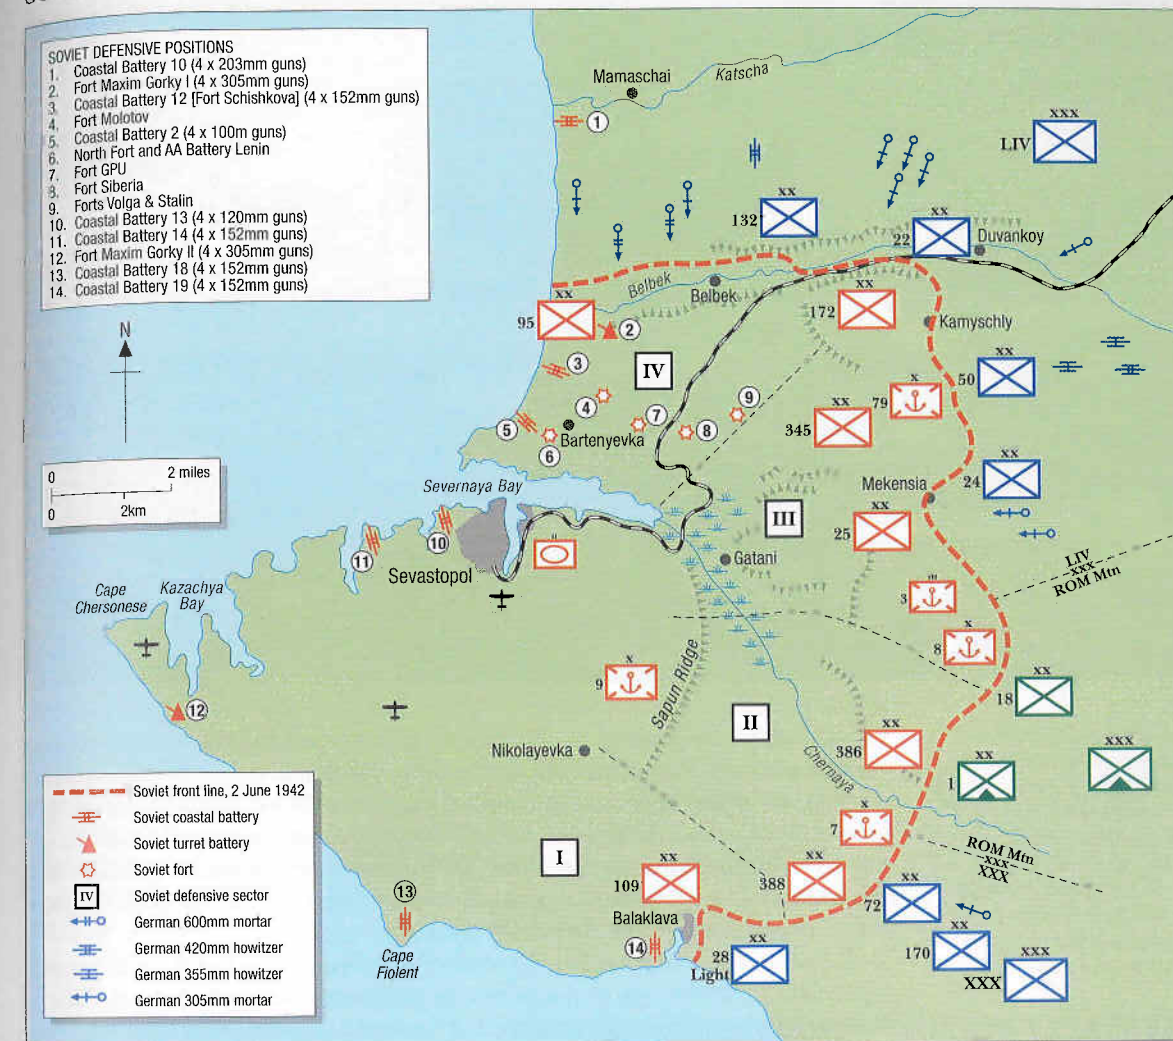 SOVIET DEFENSIVE POSITIONS
1. Coastal Battery 10 (4 x 203mm guns)
2. Fort Maxim Gorky I (4 x 305mm guns)
3. Coastal Battery 12 [Fort Schishkova] (4 x 152mm guns)
4. Fort Molotov
5. Coastal Battery 2 (4 x 100m guns)
6. North Fort and AA Battery Lenin
7. Fort GPU
8. Fort Siberia
9. Forts Volga & Stalin
10. Coastal Battery 13 (4 x 120mm guns)
11. Coastal Battery 14 (4 x 152mm guns)
12. Fort Maxim Gorky II (4 x 305mm guns)
13. Coastal Battery 18 (4 x 152mm guns)
14. Coastal Battery 19 (4 x 152mm guns)
Mamaschai
Katscha
1
XXX
LIV
XX
132
XX
22
Duvankoy
Belbek
Belbek
XX
95
2
XX
172
Kamyschly
N
3
IV
XX
50
4
7
9
X
79
XX
345
5
6
Bartenyevka
8
0
2 miles
0
2km
Severnaya Bay
Mekensia
XX
24
III
XX
25
10
11
II
Sevastopol
Gatani
LIV
XXX
ROM Mtn
Cape
Chersonese
Kazachya
Bay
III
3
X
8
X
9
Sapun Ridge
XX
18
12
II
Nikolayevka
XX
386
Chernaya
XX
1
XXX
X
7
ROM Mtn
XXX
XXX
Soviet front line, 2 June 1942
Soviet coastal battery
Soviet turret battery
Soviet fort
IV
Soviet defensive sector
German 600mm mortar
German 420mm howitzer
German 355mm howitzer
German 305mm mortar
I
XX
109
XX
388
XX
72
13
Cape
Fiolent
Balaklava
14
XX
28
Light
XX
170
XXX
XXX